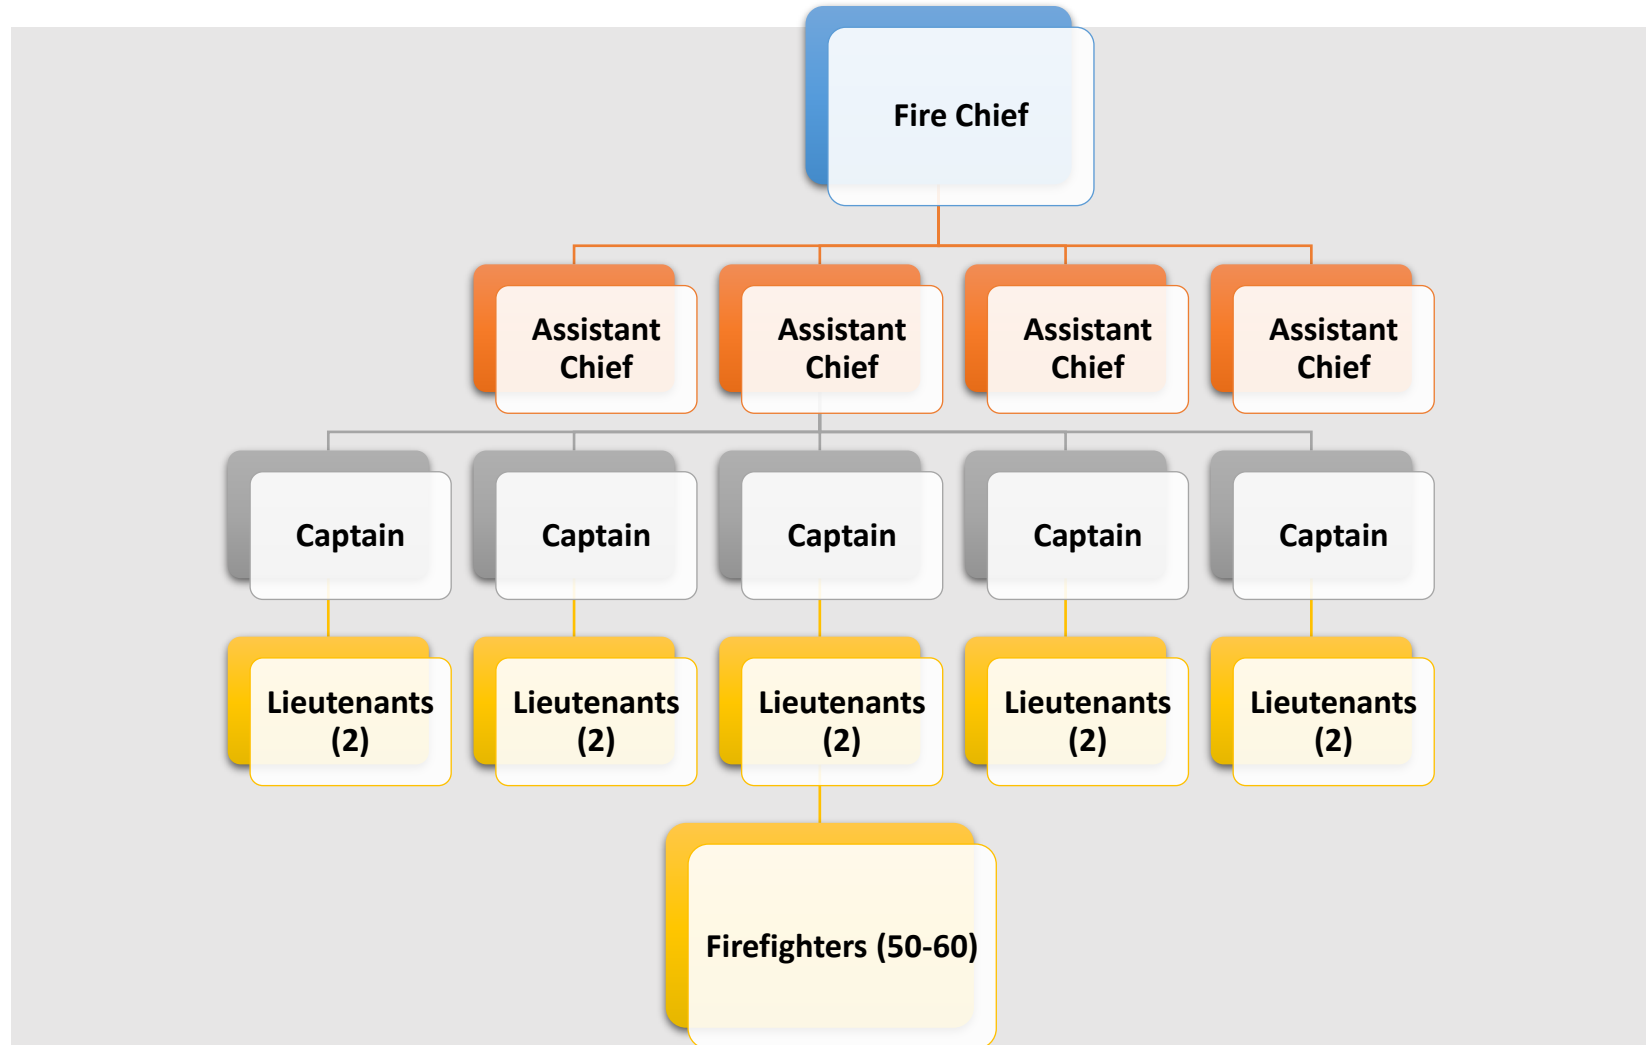 Fire Chief
Assistant
Chief
Assistant
Chief
Assistant
Chief
Assistant
Chief
Captain
Captain
Captain
Captain
Captain
Lieutenants
(2)
Lieutenants
(2)
Lieutenants
(2)
Lieutenants
(2)
Lieutenants
(2)
Firefighters (50-60)